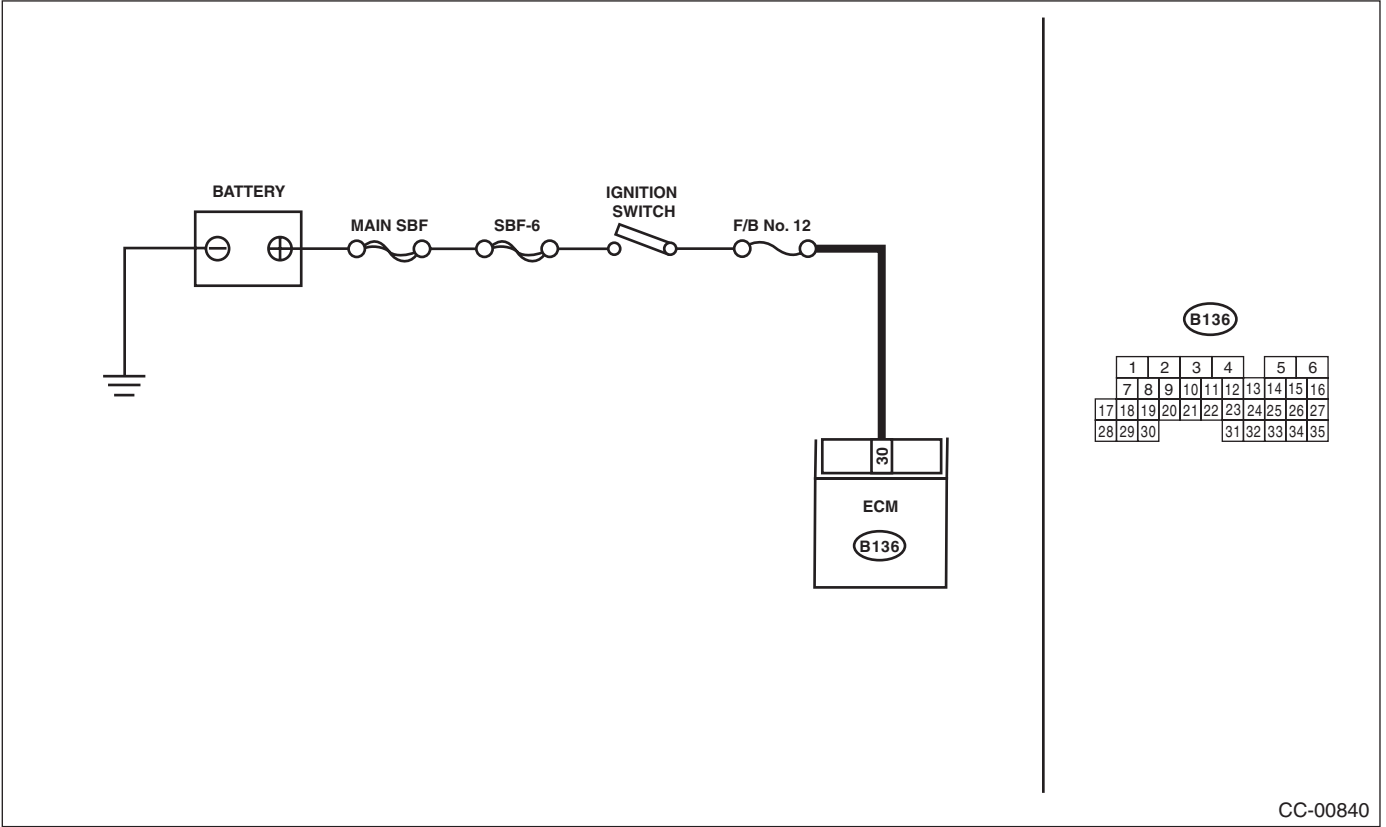 BATTERY
MAIN SBF
SBF-6
IGNITION
SWITCH
F/B No. 12
30
ECM
B136
B136
1 2 3 4 5 6
7 8 9 10 11 12 13 14 15 16
17 18 19 20 21 22 23 24 25 26 27
28 29 30 31 32 33 34 35
CC-00840